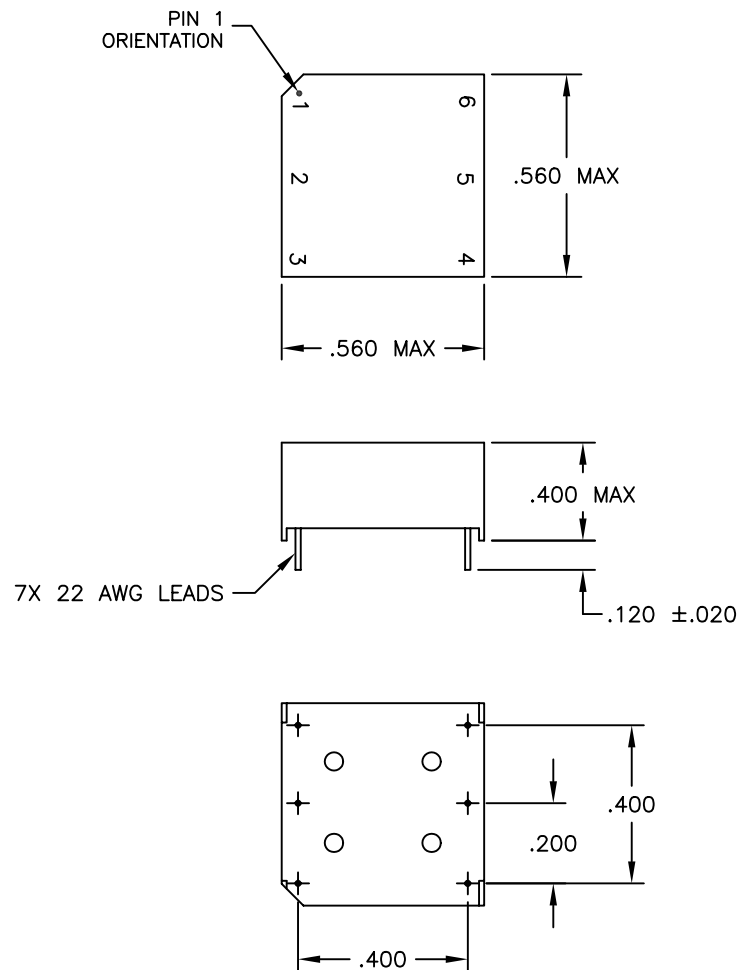 PIN 1
ORIENTATION
1
6
2
5
3
4
.560 MAX
.560 MAX
.400 MAX
7X 22 AWG LEADS
.120 ±.020
.400
.200
.400